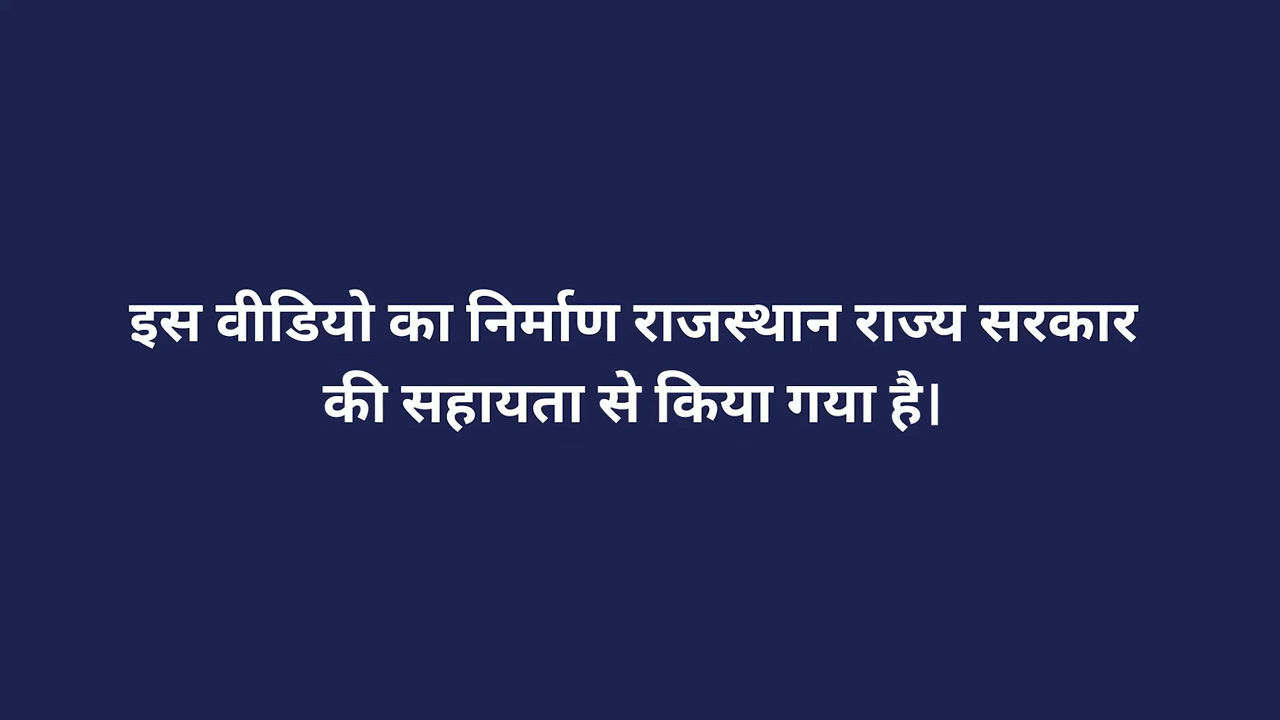 इस वीडियो का निर्माण राजस्थान राज्य सरकार
की सहायता से किया गया है।